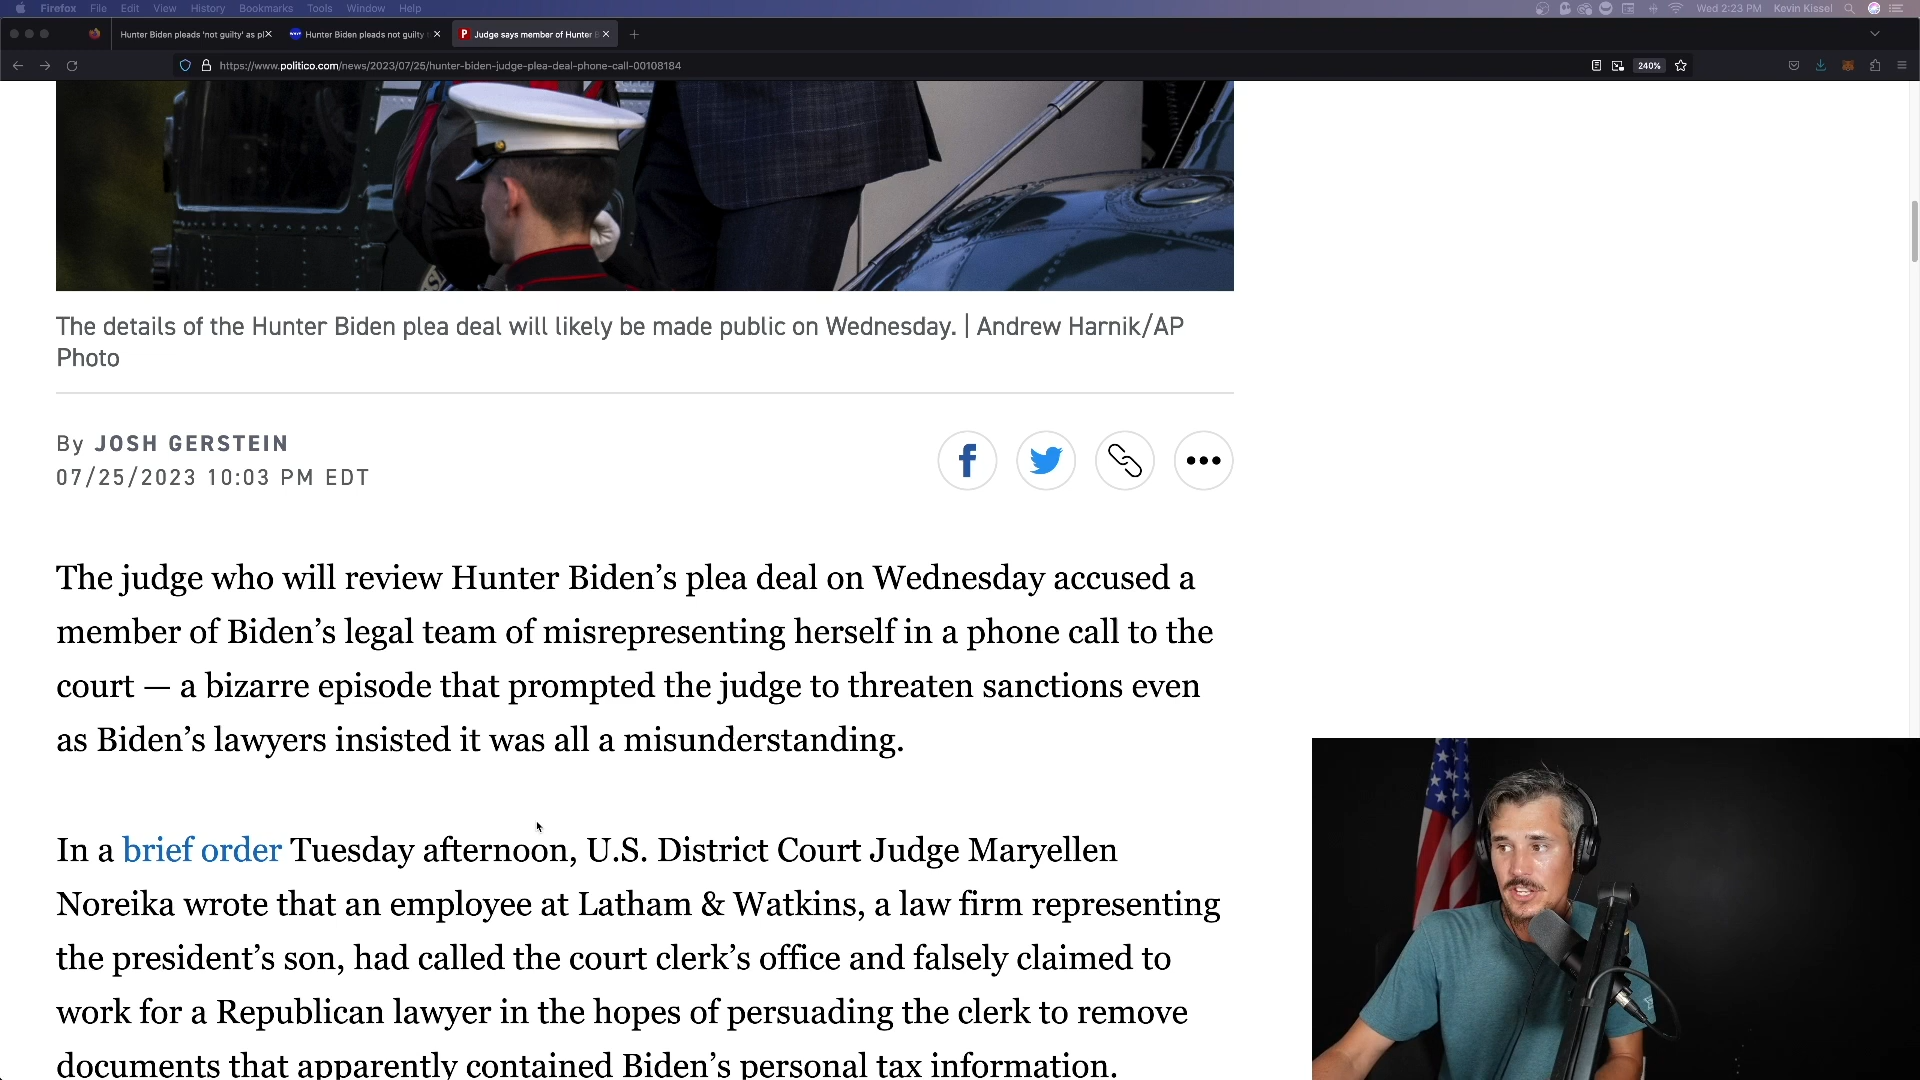 Firefox File Edit View History Bookmarks Tools Window Help Wed 2:23 PM Kevin Kissel
Hunter Biden pleads 'not guilty' as pl Hunter Biden pleads not guilty Judge says member of Hunter B
https://www.politico.com/news/2023/07/25/hunter-biden-judge-plea-deal-phone-call-00108184 240%
The details of the Hunter Biden plea deal will likely be made public on Wednesday. | Andrew Harnik/AP
Photo
By JOSH GERSTEIN
07/25/2023 10:03 PM EDT
The judge who will review Hunter Biden’s plea deal on Wednesday accused a
member of Biden’s legal team of misrepresenting herself in a phone call to the
court — a bizarre episode that prompted the judge to threaten sanctions even
as Biden’s lawyers insisted it was all a misunderstanding.
In a brief order Tuesday afternoon, U.S. District Court Judge Maryellen
Noreika wrote that an employee at Latham & Watkins, a law firm representing
the president’s son, had called the court clerk’s office and falsely claimed to
work for a Republican lawyer in the hopes of persuading the clerk to remove
documents that apparently contained Biden’s personal tax information.